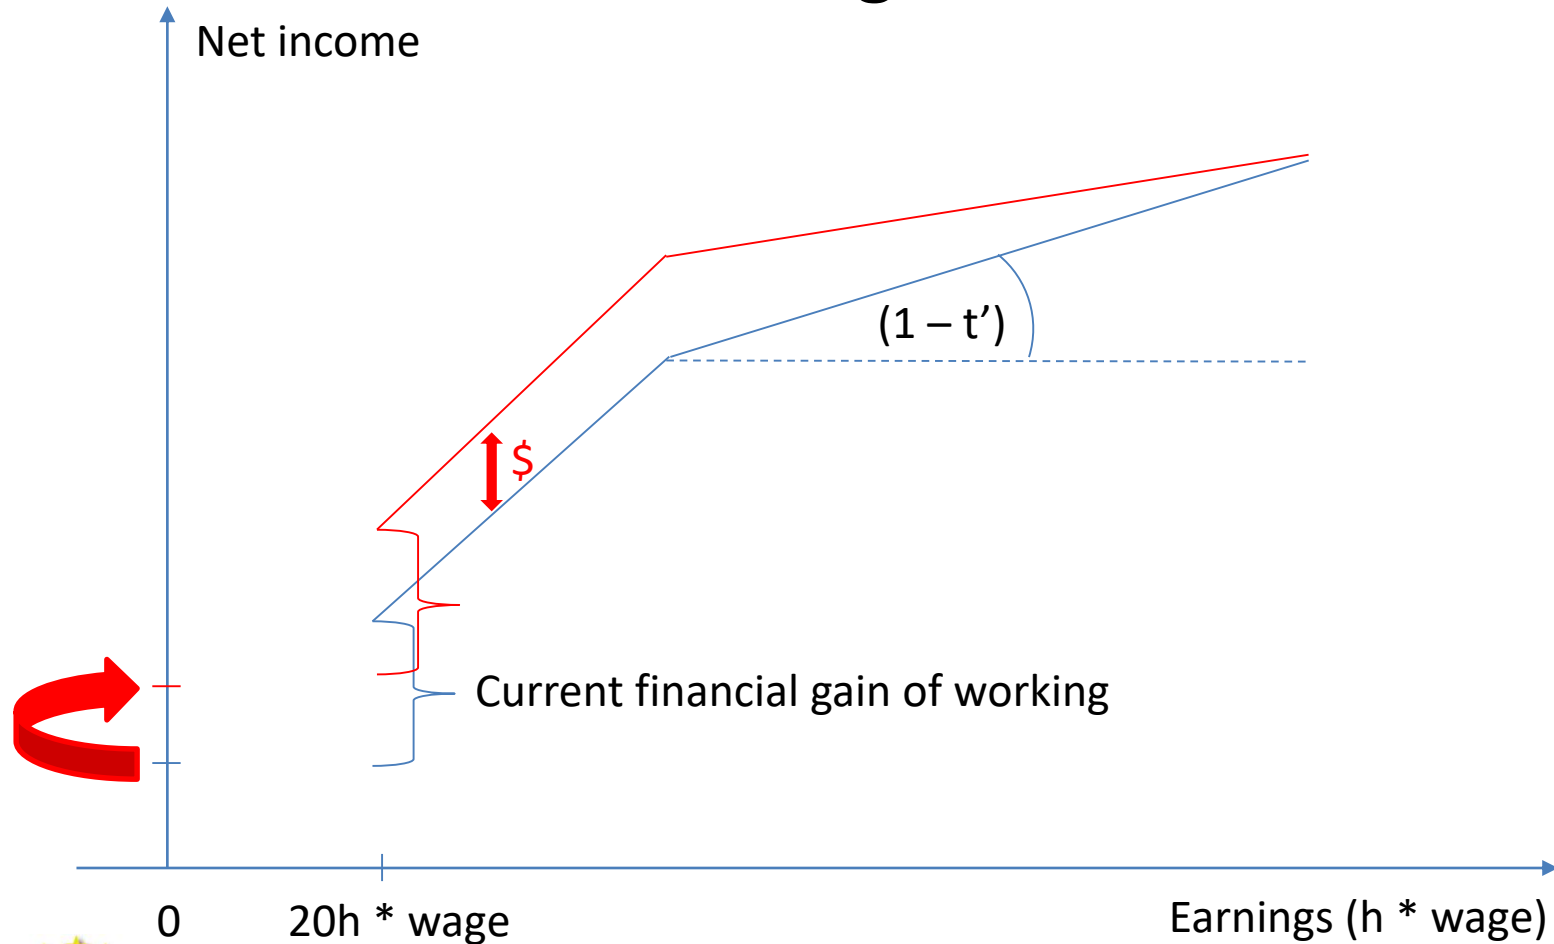 g
Net income
(1 – t’)
$
Current financial gain of working
0
20h * wage
Earnings (h * wage)